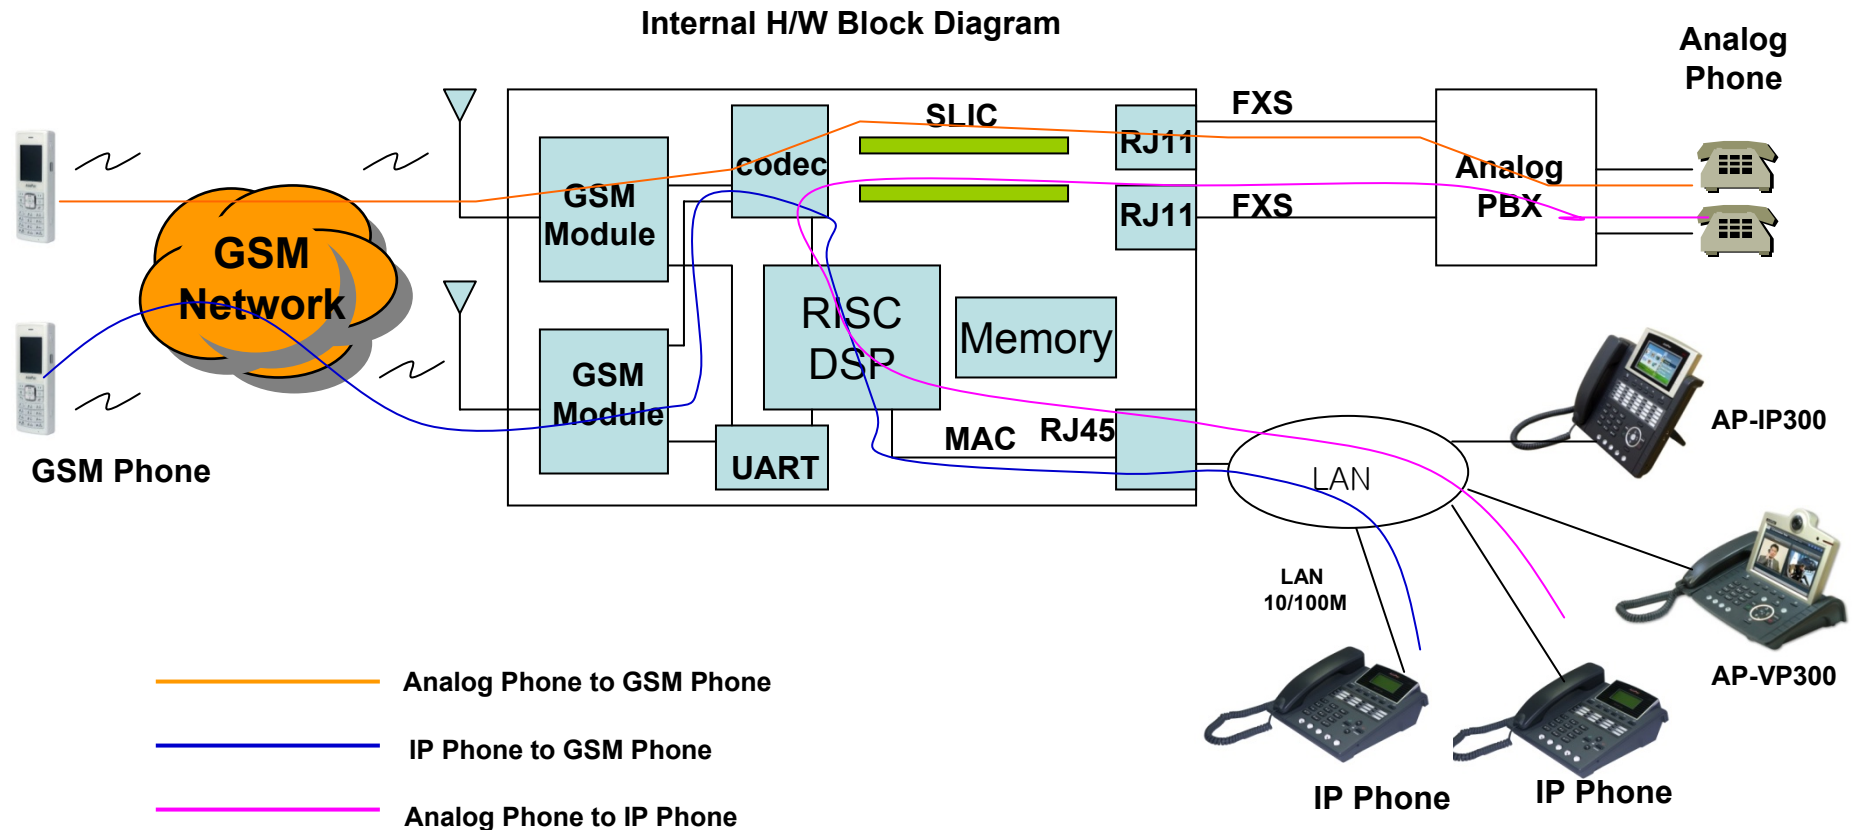 Internal H/W Block Diagram
Analog
Phone
SLIC
FXS
RJ11
codec
Analog
PBX
GSM
Module
RJ11
FXS
GSM
Network
RISC
DSP
Memory
GSM
Module
MAC
RJ45
UART
LAN
AP-IP300
GSM Phone
LAN
10/100M
AP-VP300
IP Phone
IP Phone
Analog Phone to GSM Phone
IP Phone to GSM Phone
Analog Phone to IP Phone